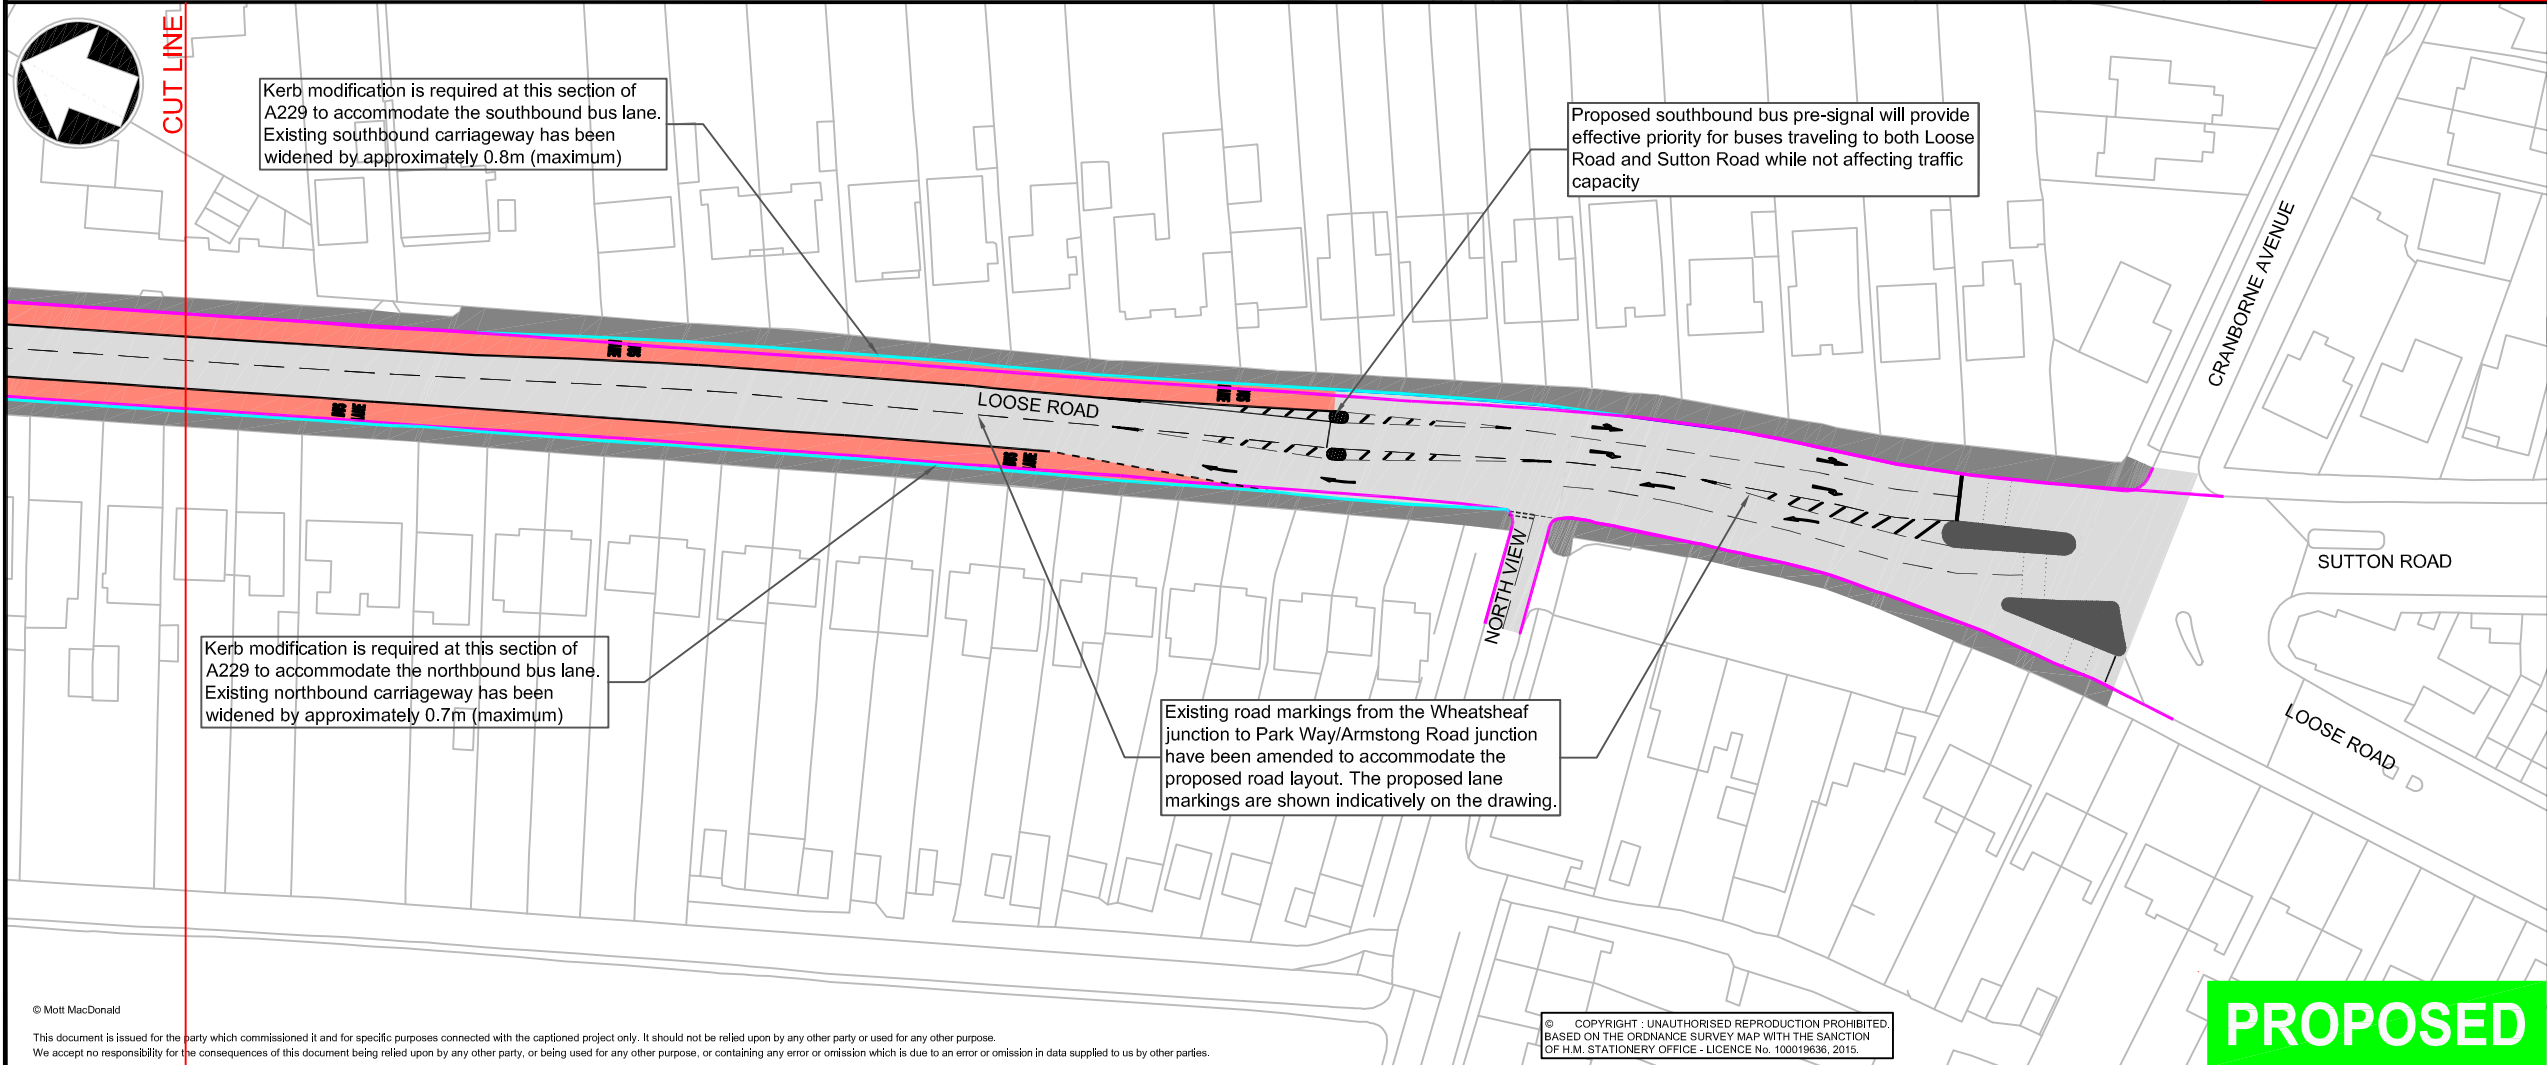 CUT LINE
Kerb modification is required at this section of
A229 to accommodate the southbound bus lane.
Existing southbound carriageway has been
widened by approximately 0.8m (maximum)
Proposed southbound bus pre-signal will provide
effective priority for buses traveling to both Loose
Road and Sutton Road while not affecting traffic
capacity
CRANBORNE AVENUE
LOOSE ROAD
NORTH VIEW
SUTTON ROAD
LOOSE ROAD
Kerb modification is required at this section of
A229 to accommodate the northbound bus lane.
Existing northbound carriageway has been
widened by approximately 0.7m (maximum)
Existing road markings from the Wheatsheaf
junction to Park Way/Armstong Road junction
have been amended to accommodate the
proposed road layout. The proposed lane
markings are shown indicatively on the drawing.
© Mott MacDonald
This document is issued for the party which commissioned it and for specific purposes connected with the captioned project only. It should not be relied upon by any other party or used for any other purpose.
We accept no responsibility for the consequences of this document being relied upon by any other party, or being used for any other purpose, or containing any error or omission which is due to an error or omission in data supplied to us by other parties.
© COPYRIGHT : UNAUTHORISED REPRODUCTION PROHIBITED.
BASED ON THE ORDNANCE SURVEY MAP WITH THE SANCTION
OF H.M. STATIONERY OFFICE - LICENCE No. 100019636, 2015.
PROPOSED